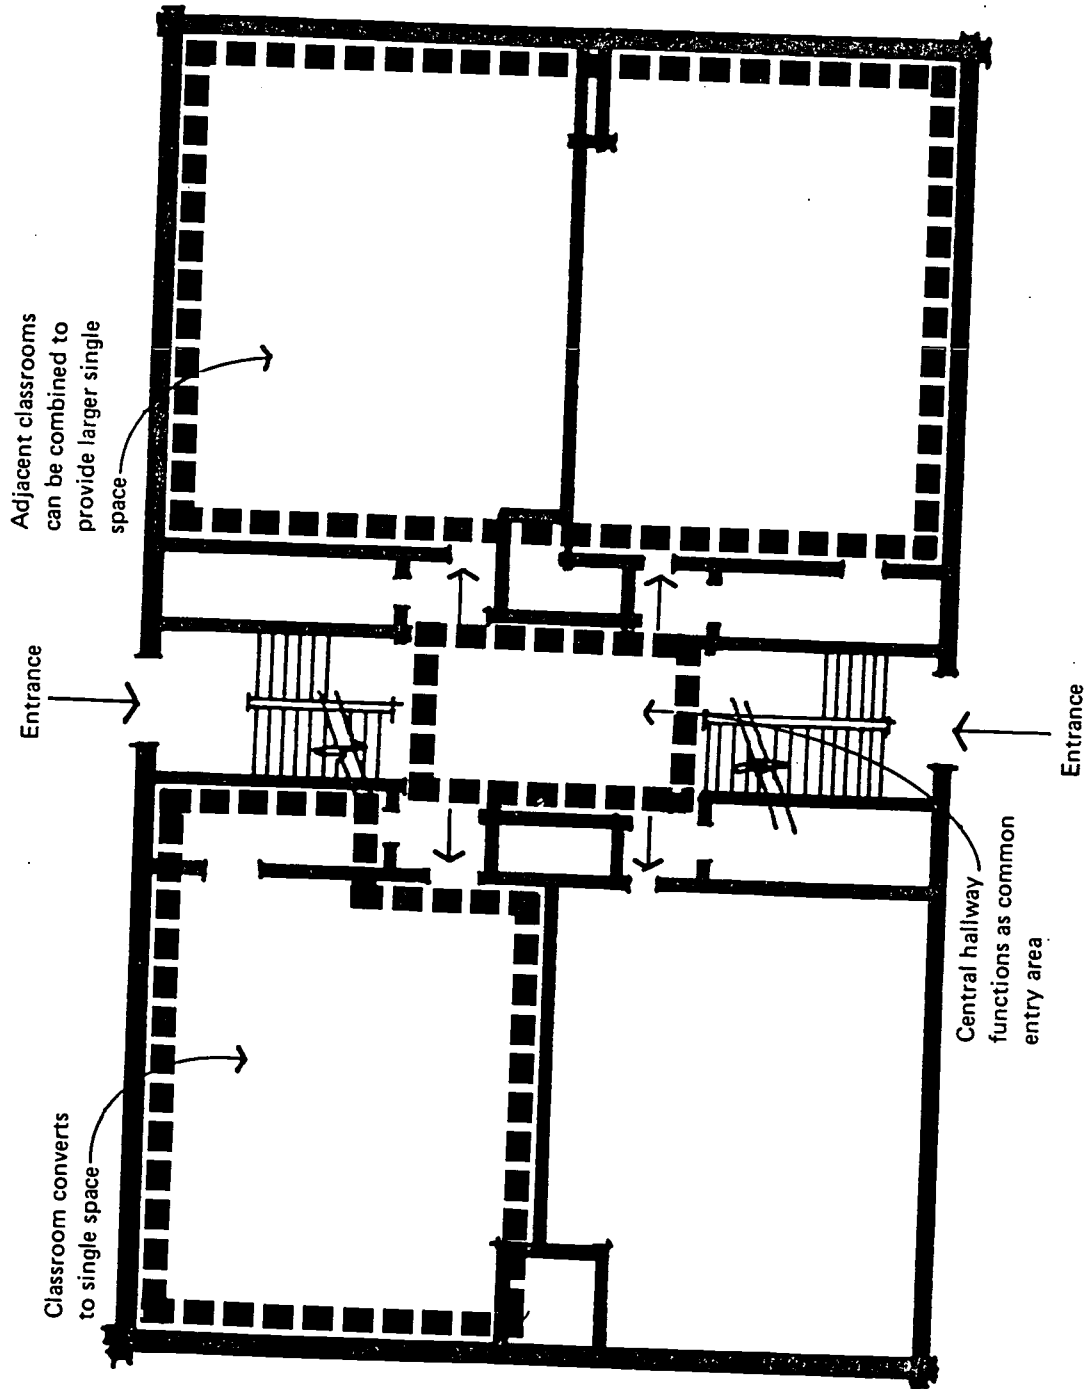 Adjacent classrooms
can be combined to
provide larger single
space
Entrance
Classroom converts
to single space
Central hallway
functions as common
entry area
Entrance